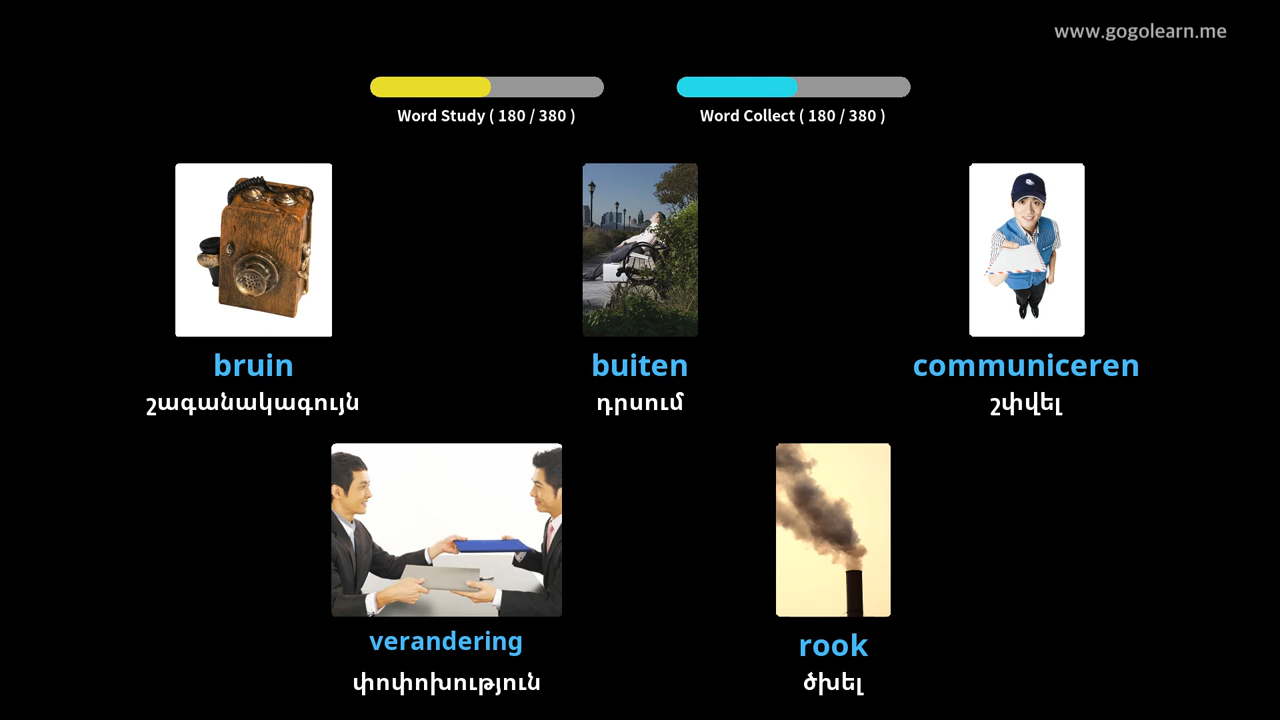 www.gogolearn.me
Word Study ( 180 / 380 )
Word Collect ( 180 / 380 )
bruin
շագանակագույն
buiten
դրսում
communiceren
շփվել
verandering
փոփոխություն
rook
ծխել